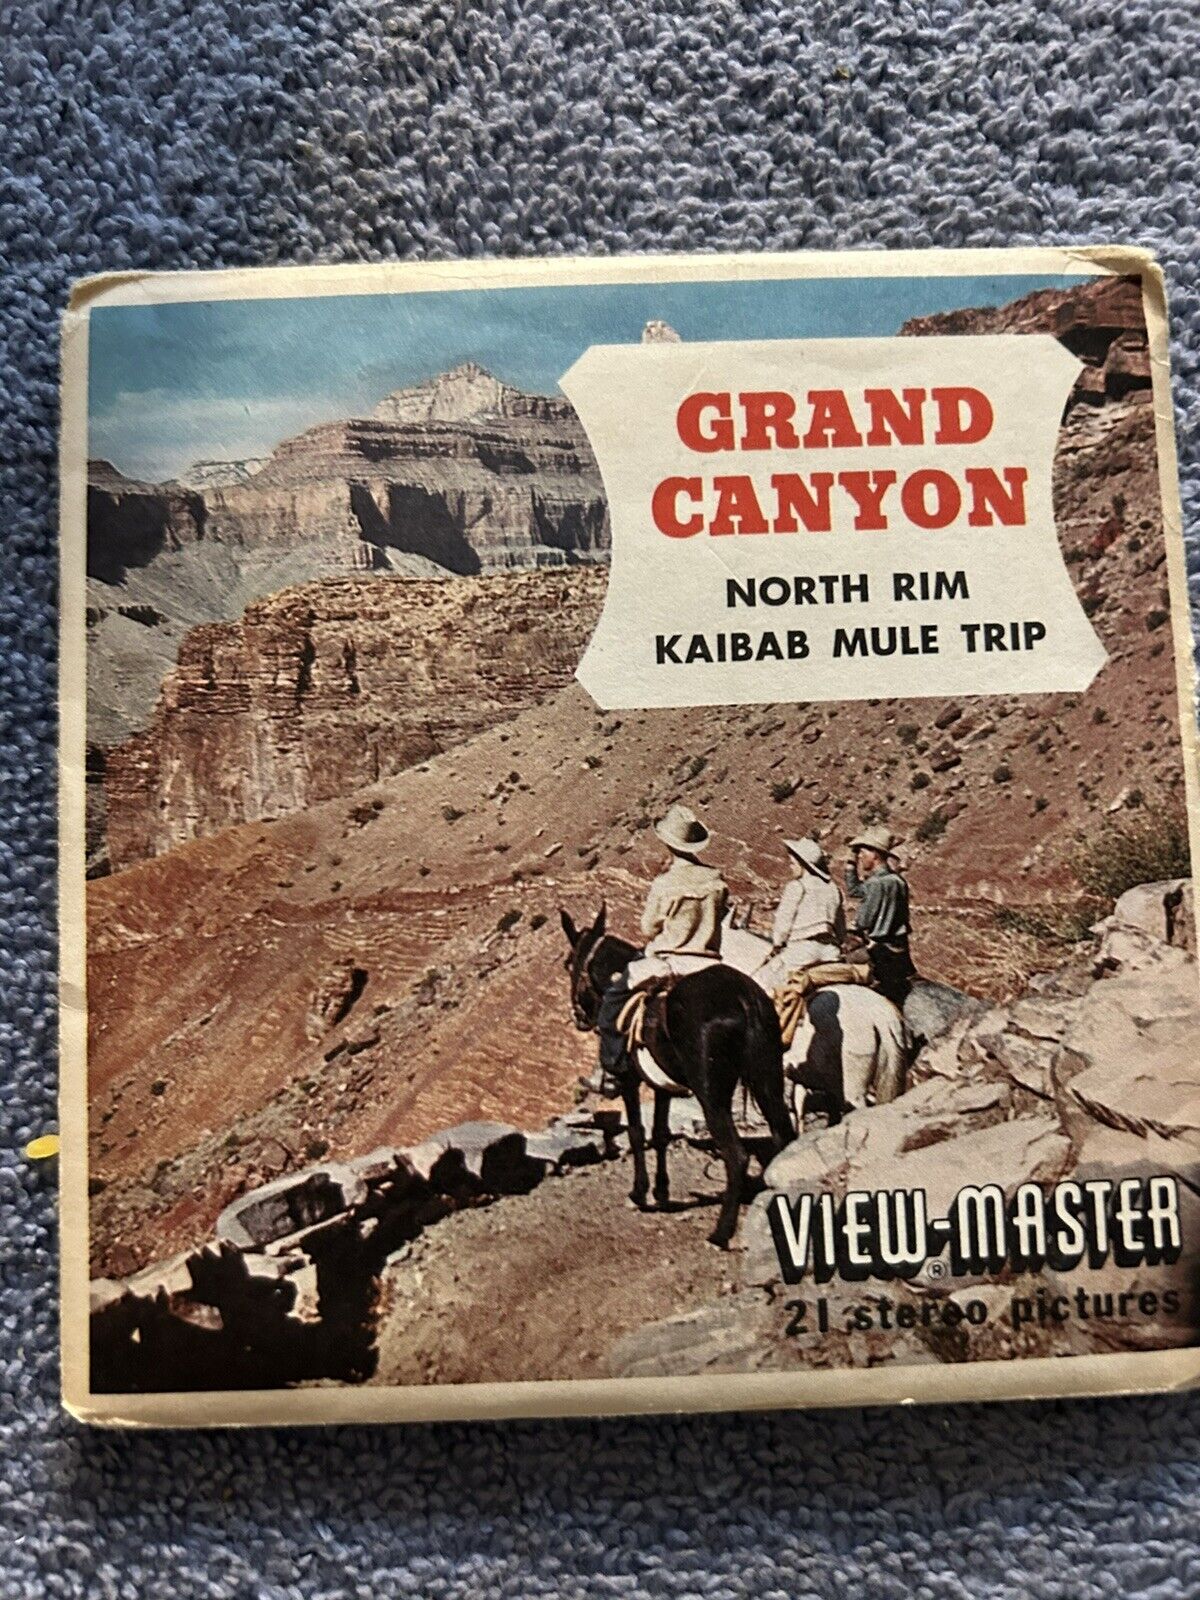 GRAND
CANYON
NORTH RIM
KAIBAB MULE TRIP
VIEW-MASTER
®
21 stereo pictures